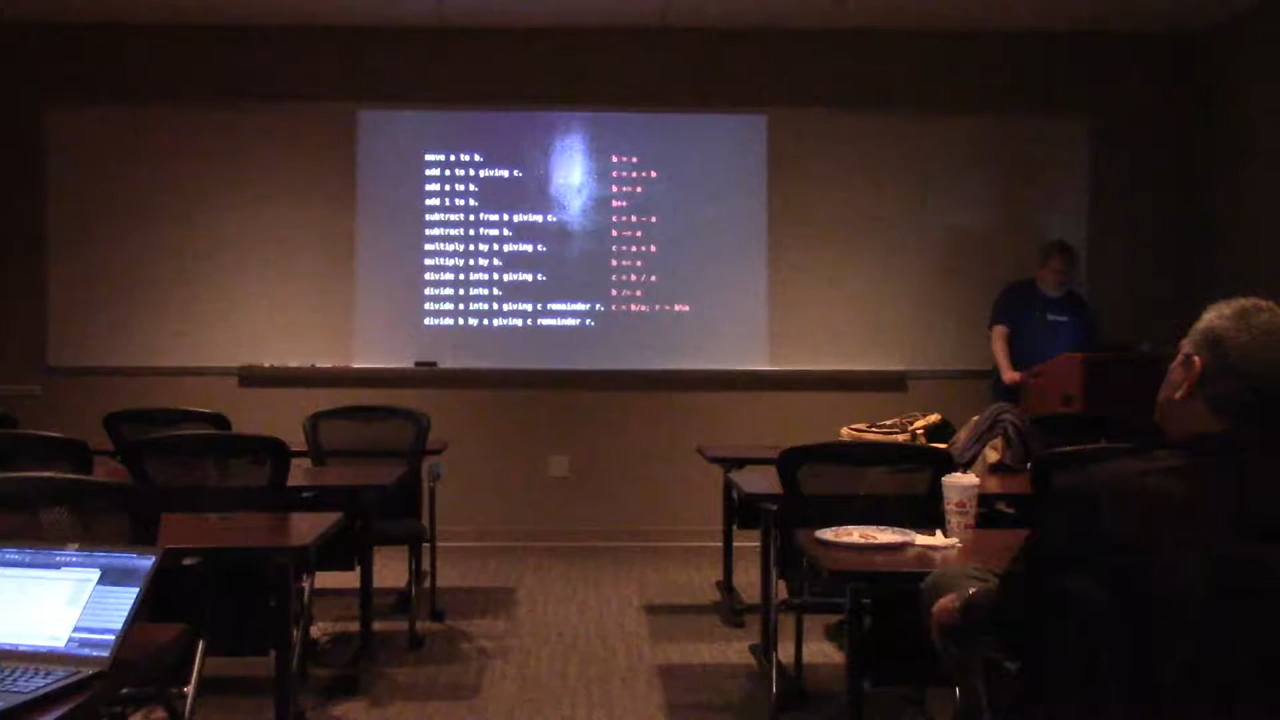 move a to b. b = a
add a to b giving c. c = a + b
add a to b. b += a
add 1 to b. b++
subtract a from b giving c. c = b - a
subtract a from b. b -= a
multiply a by b giving c. c = a * b
multiply a by b. b *= a
divide a into b giving c. c = b / a
divide a into b. b /= a
divide a into b giving c remainder r. c = b/a; r = b%a
divide b by a giving c remainder r.